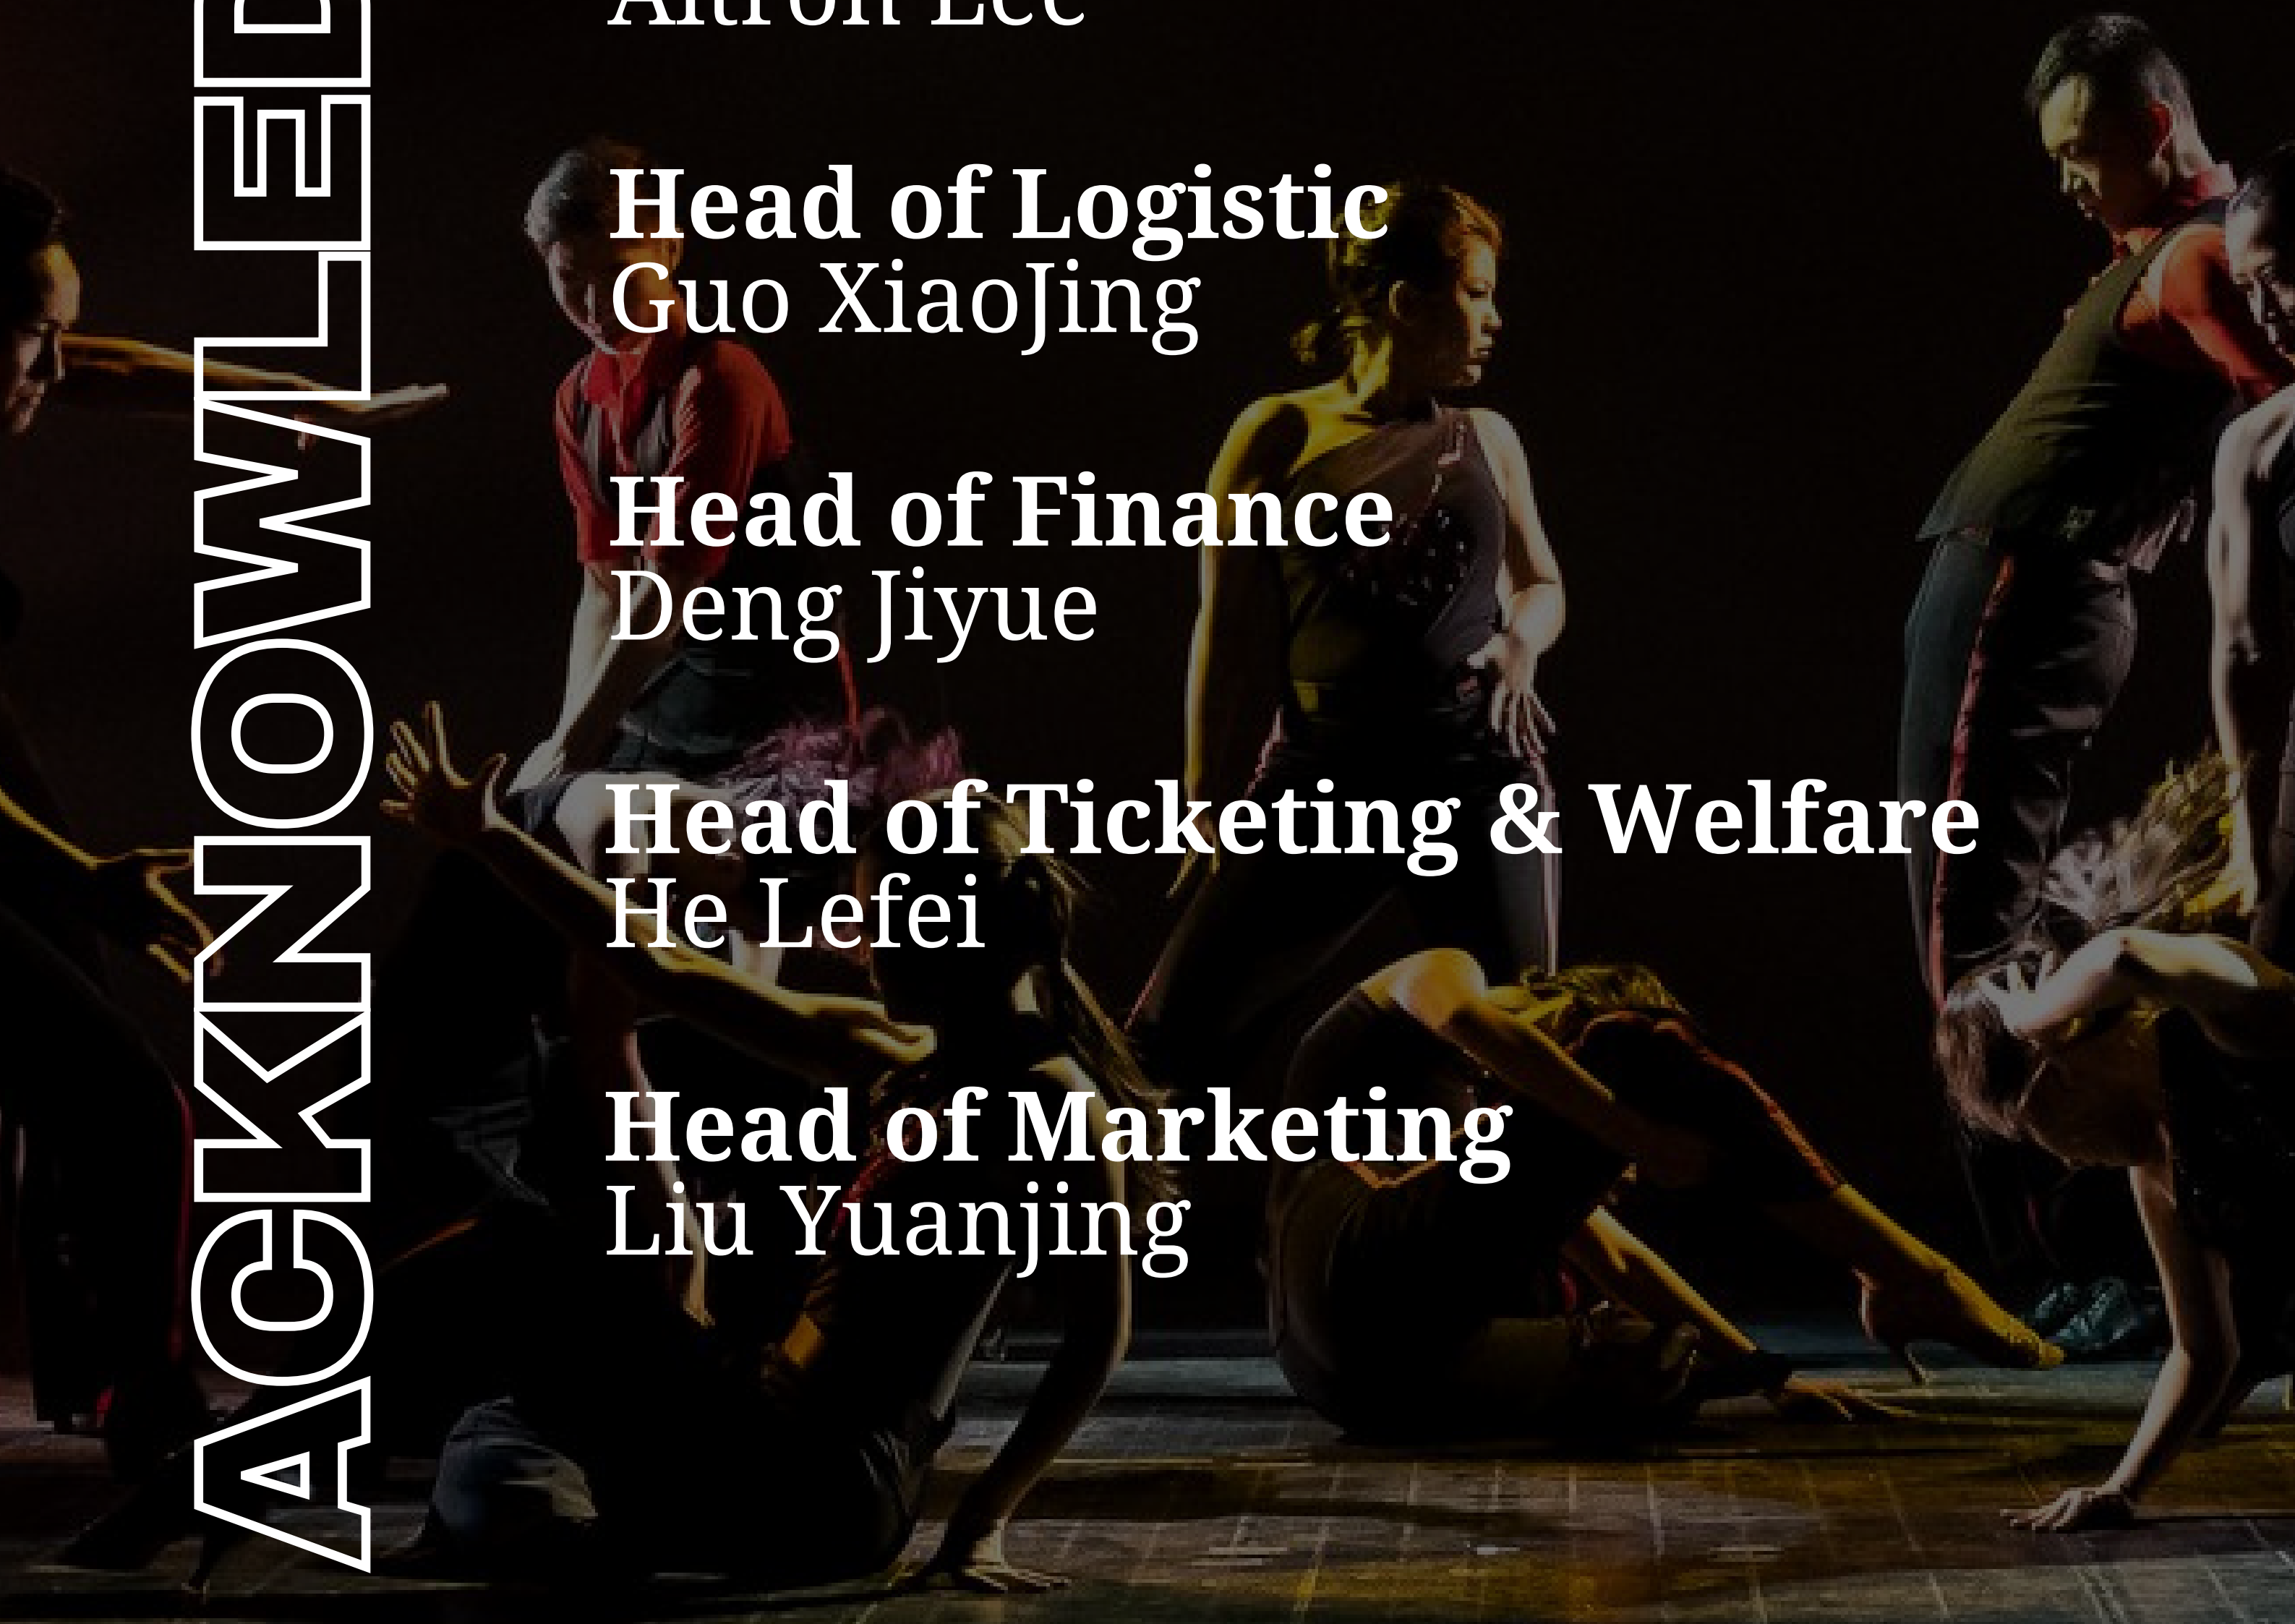 ACKNOWLED
Head of Logistic
Guo XiaoJing
Head of Finance
Deng Jiyue
Head of Ticketing & Welfare
He Lefei
Head of Marketing
Liu Yuanjing